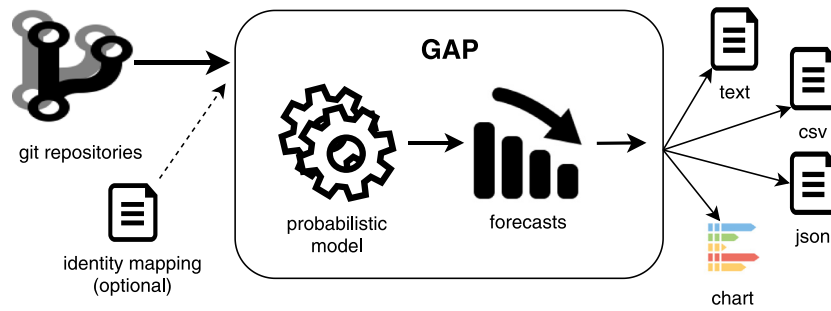 GAP
git repositories
identity mapping
(optional)
probabilistic
model
forecasts
text
csv
json
chart